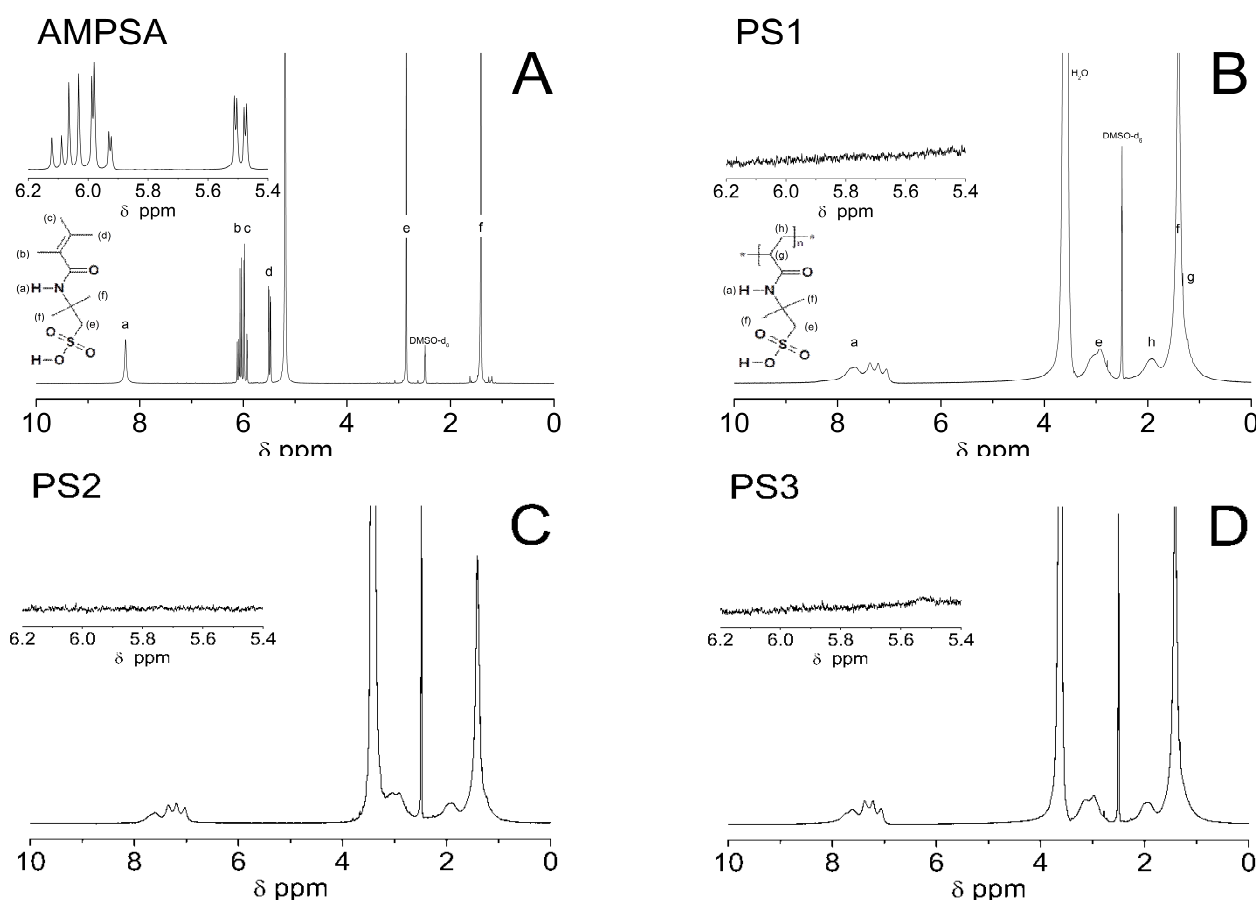 AMPSA
A
6.2 6.0 5.8 5.6 5.4
δ ppm
(c)
(d)
(b)
O
(a) H N
(f)
(f) (e)
O
S
O
H O
a
b c
d
e
DMSO-d6
f
10 8 6 4 2 0
δ ppm
PS1
B
H2O
DMSO-d6
6.2 6.0 5.8 5.6 5.4
δ ppm
(h)
* n *
(g)
O
(a) H N
(f)
(f) (e)
O
S
O
H O
a
e
h
f
g
10 8 6 4 2 0
δ ppm
PS2
C
6.2 6.0 5.8 5.6 5.4
δ ppm
10 8 6 4 2 0
δ ppm
PS3
D
6.2 6.0 5.8 5.6 5.4
δ ppm
10 8 6 4 2 0
δ ppm